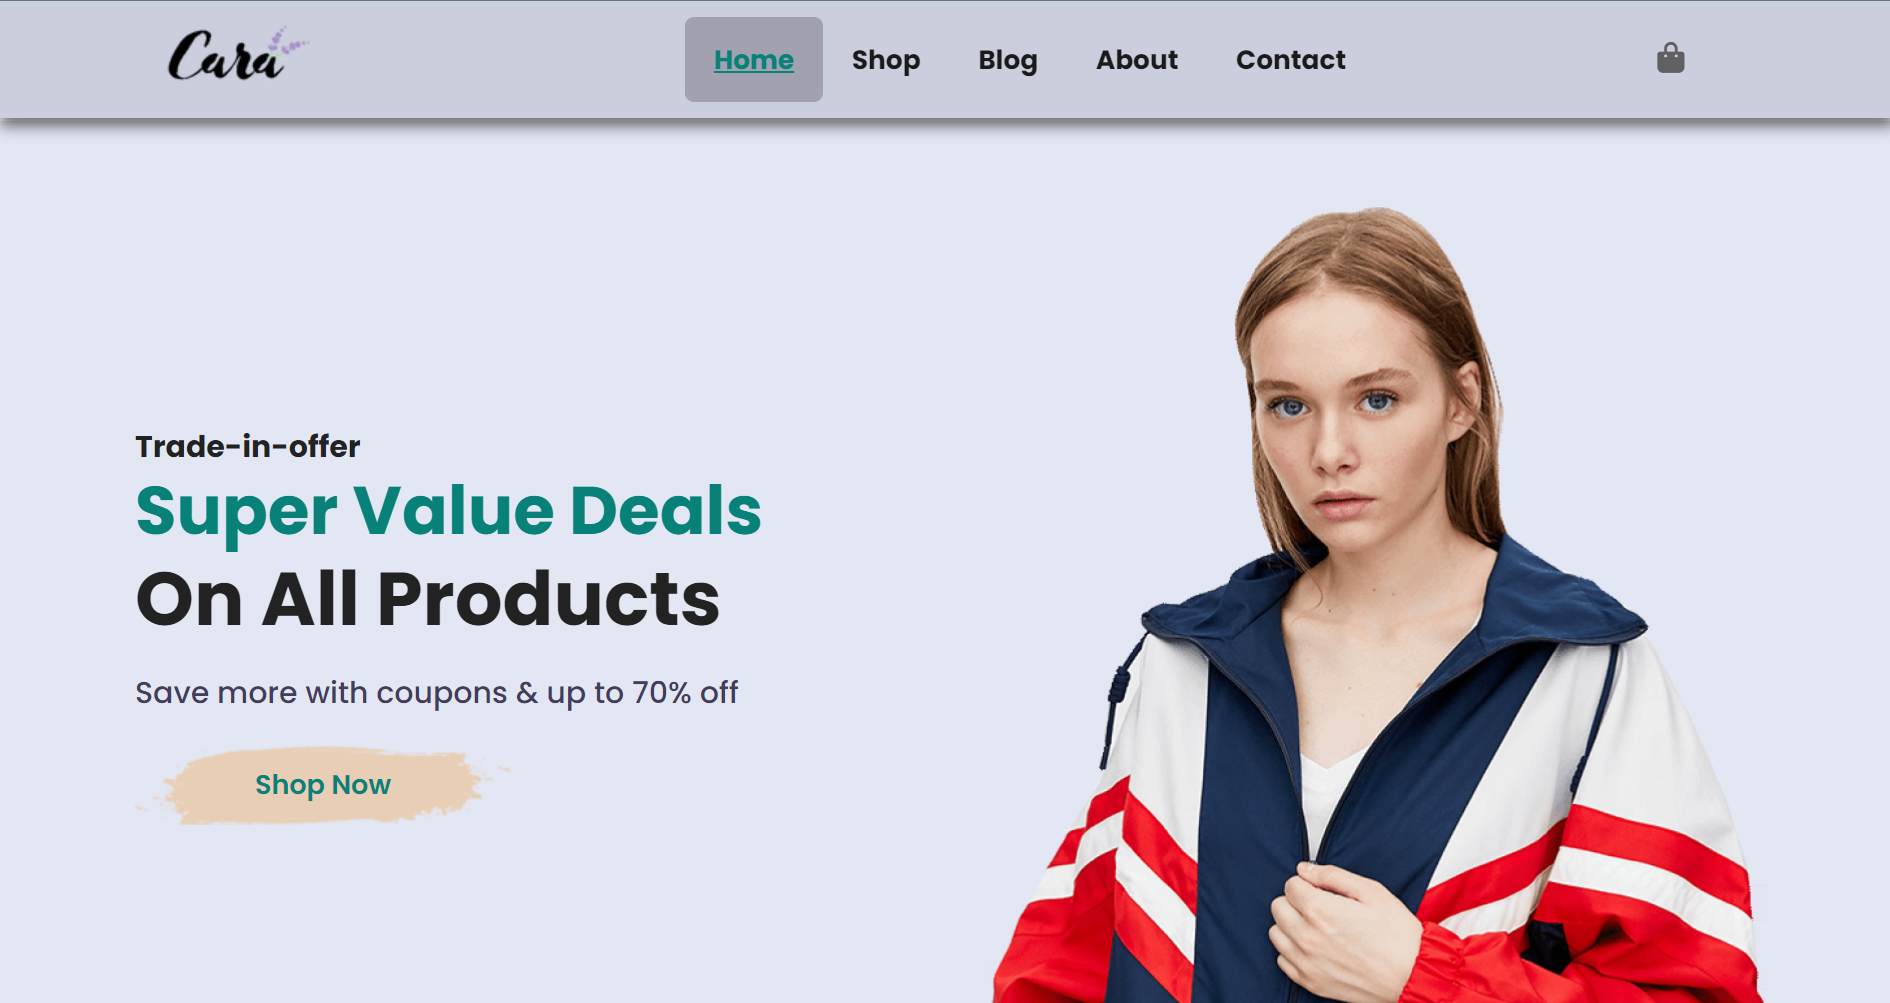 Cara
Home Shop Blog About Contact
Trade-in-offer
Super Value Deals
On All Products
Save more with coupons & up to 70% off
Shop Now